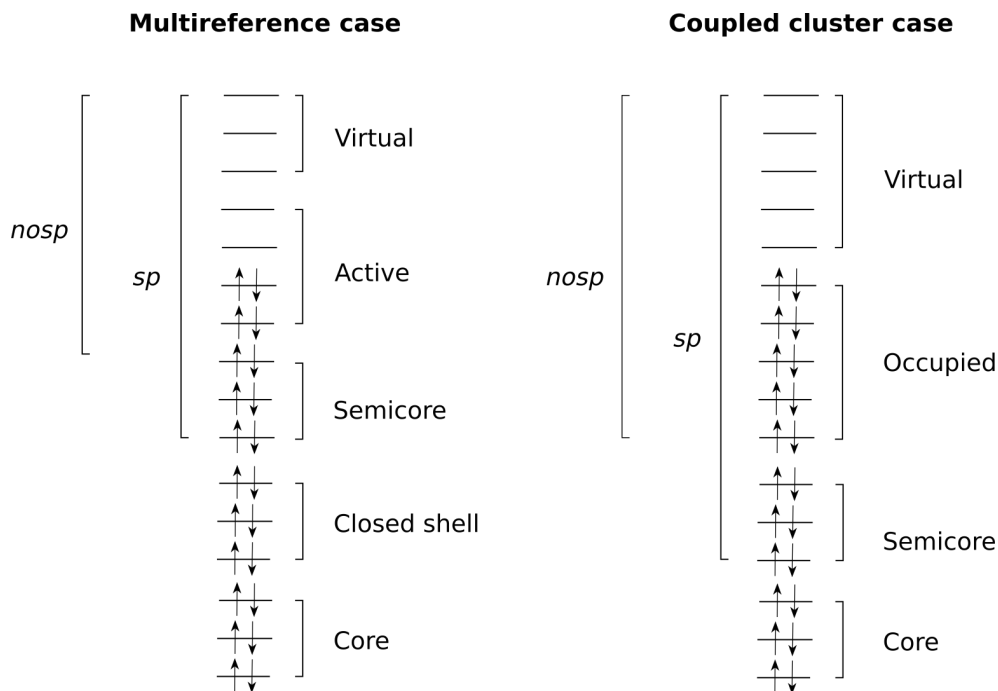 Multireference case
Virtual
nosp
sp
Active
Semicore
Closed shell
Core
Coupled cluster case
Virtual
nosp
sp
Occupied
Semicore
Core